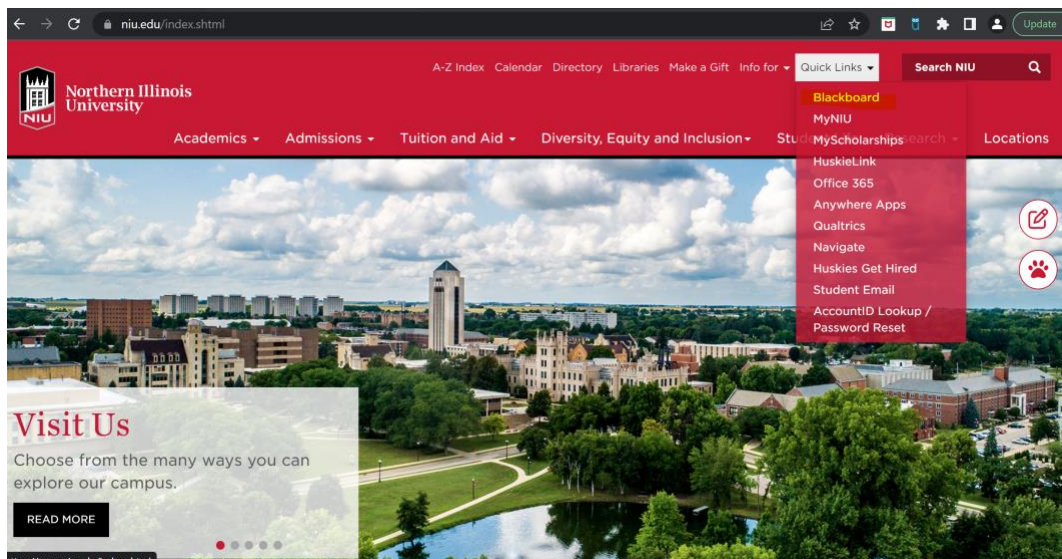 niu.edu/index.shtml
Update
A-Z Index Calendar Directory Libraries Make a Gift Info for Quick Links Search NIU
Northern Illinois
University
NIU
Academics Admissions Tuition and Aid Diversity, Equity and Inclusion Locations
Blackboard
MyNIU
MyScholarships
HuskieLink
Office 365
Anywhere Apps
Qualtrics
Navigate
Huskies Get Hired
Student Email
AccountID Lookup /
Password Reset
Visit Us
Choose from the many ways you can
explore our campus.
READ MORE